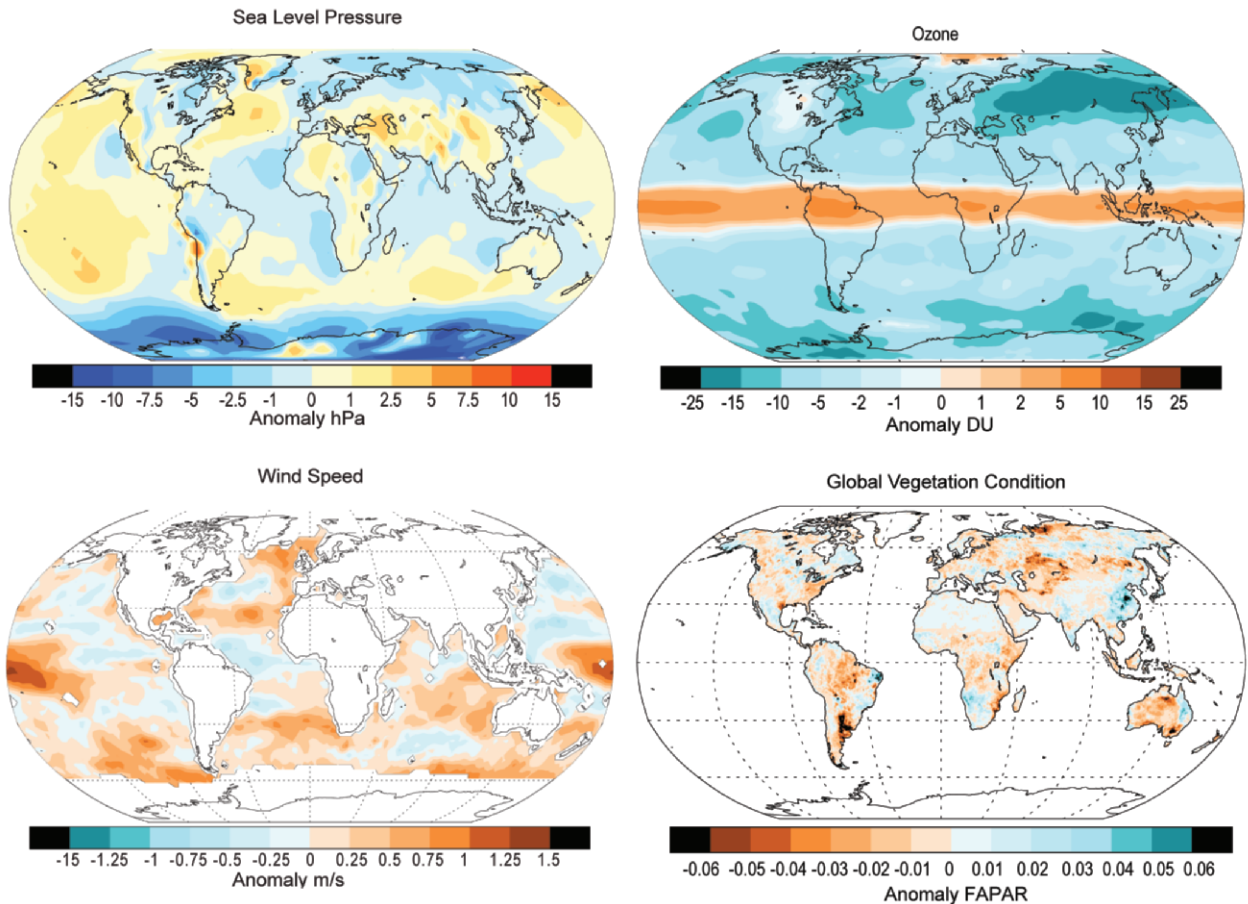 Sea Level Pressure
-15 -10 -7.5 -5 -2.5 -1 0 1 2.5 5 7.5 10 15
Anomaly hPa
Ozone
-25 -15 -10 -5 -2 -1 0 1 2 5 10 15 25
Anomaly DU
Wind Speed
-15 -1.25 -1 -0.75 -0.25 0 0.25 0.75 1 1.25 1.5
Anomaly m/s
Global Vegetation Condition
-0.06 -0.05 -0.04 -0.03 -0.02 -0.01 0 0.01 0.02 0.03 0.04 0.05 0.06
Anomaly FAPAR